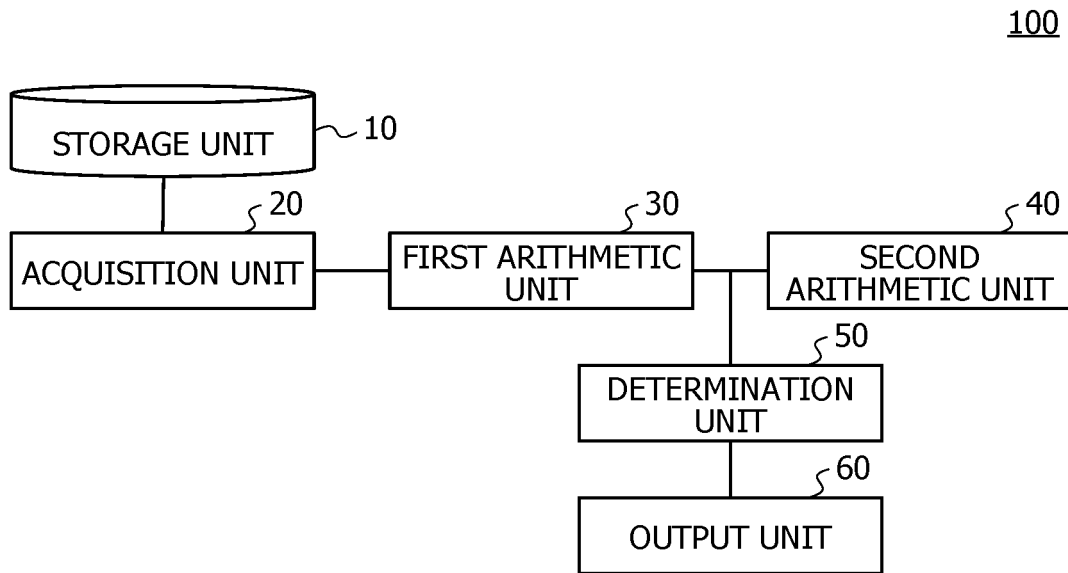 100
STORAGE UNIT
10
20
ACQUISITION UNIT
30
FIRST ARITHMETIC
UNIT
40
SECOND
ARITHMETIC UNIT
50
DETERMINATION
UNIT
60
OUTPUT UNIT